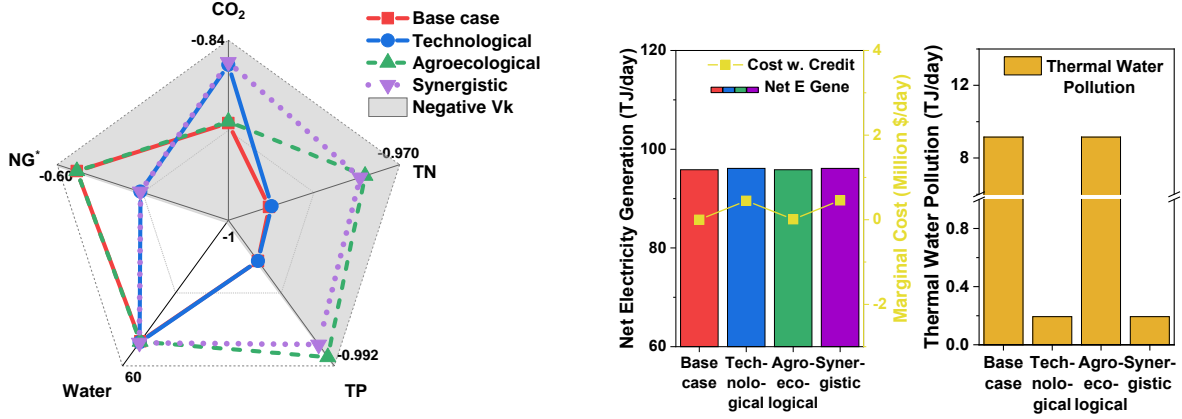 CO₂
-0.84
Base case
Technological
Agroecological
Synergistic
Negative Vk
NG*
-0.60
-0.970
TN
-1
Water
60
-0.992
TP
Net Electricity Generation (TJ/day)
120
100
80
60
Cost w. Credit
Net E Gene
4
2
0
-2
Marginal Cost (Million $/day)
Base Tech- Agro- Syner-
case nolo- eco- gistic
gical logical
Thermal Water Pollution (TJ/day)
12
8
0.8
0.4
0.0
Thermal Water
Pollution
Base Tech- Agro- Syner-
case nolo- eco- gistic
gical logical